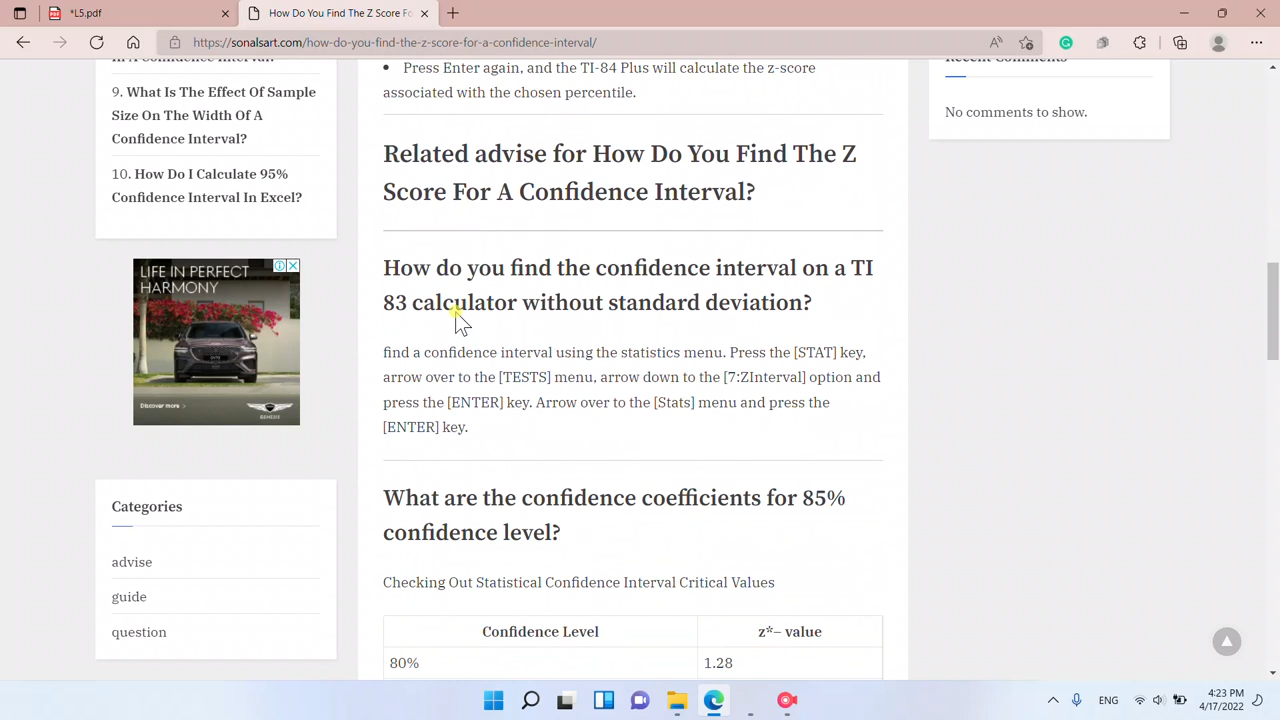 *L5.pdf
How Do You Find The Z Score Fo
https://sonalsart.com/how-do-you-find-the-z-score-for-a-confidence-interval/
In A Confidence Interval?
9. What Is The Effect Of Sample
Size On The Width Of A
Confidence Interval?
10. How Do I Calculate 95%
Confidence Interval In Excel?
LIFE IN PERFECT
HARMONY
Discover more >
GENESIS
Categories
advise
guide
question
• Press Enter again, and the TI-84 Plus will calculate the z-score
associated with the chosen percentile.
Related advise for How Do You Find The Z
Score For A Confidence Interval?
How do you find the confidence interval on a TI
83 calculator without standard deviation?
find a confidence interval using the statistics menu. Press the [STAT] key,
arrow over to the [TESTS] menu, arrow down to the [7:ZInterval] option and
press the [ENTER] key. Arrow over to the [Stats] menu and press the
[ENTER] key.
What are the confidence coefficients for 85%
confidence level?
Checking Out Statistical Confidence Interval Critical Values
Confidence Level z*– value
80% 1.28
Recent Comments
No comments to show.
ENG
4:23 PM
4/17/2022